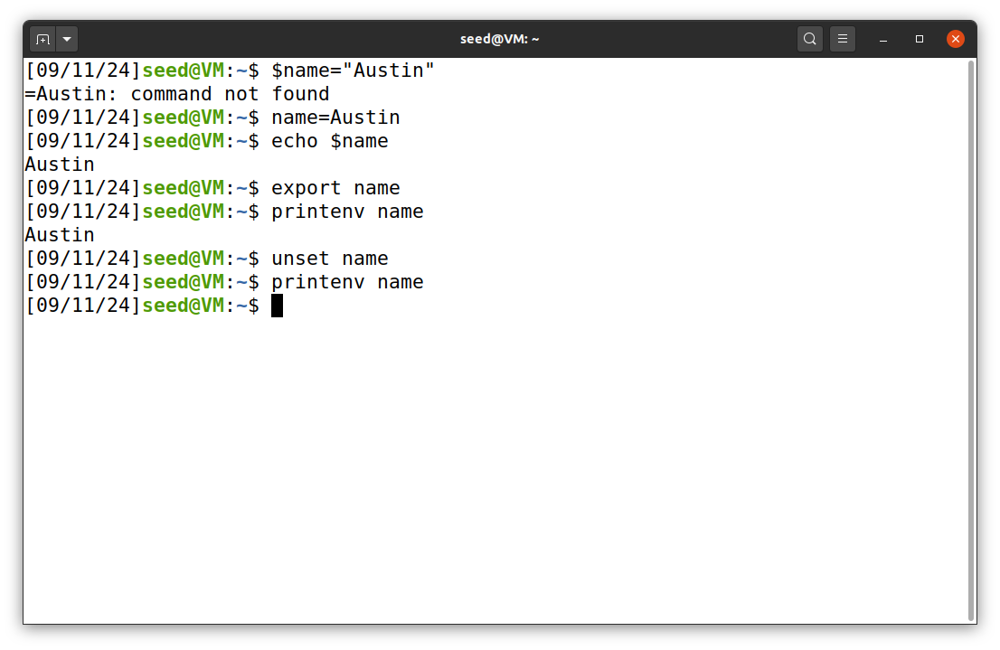 seed@VM: ~
[09/11/24]seed@VM:~$ $name="Austin"
=Austin: command not found
[09/11/24]seed@VM:~$ name=Austin
[09/11/24]seed@VM:~$ echo $name
Austin
[09/11/24]seed@VM:~$ export name
[09/11/24]seed@VM:~$ printenv name
Austin
[09/11/24]seed@VM:~$ unset name
[09/11/24]seed@VM:~$ printenv name
[09/11/24]seed@VM:~$